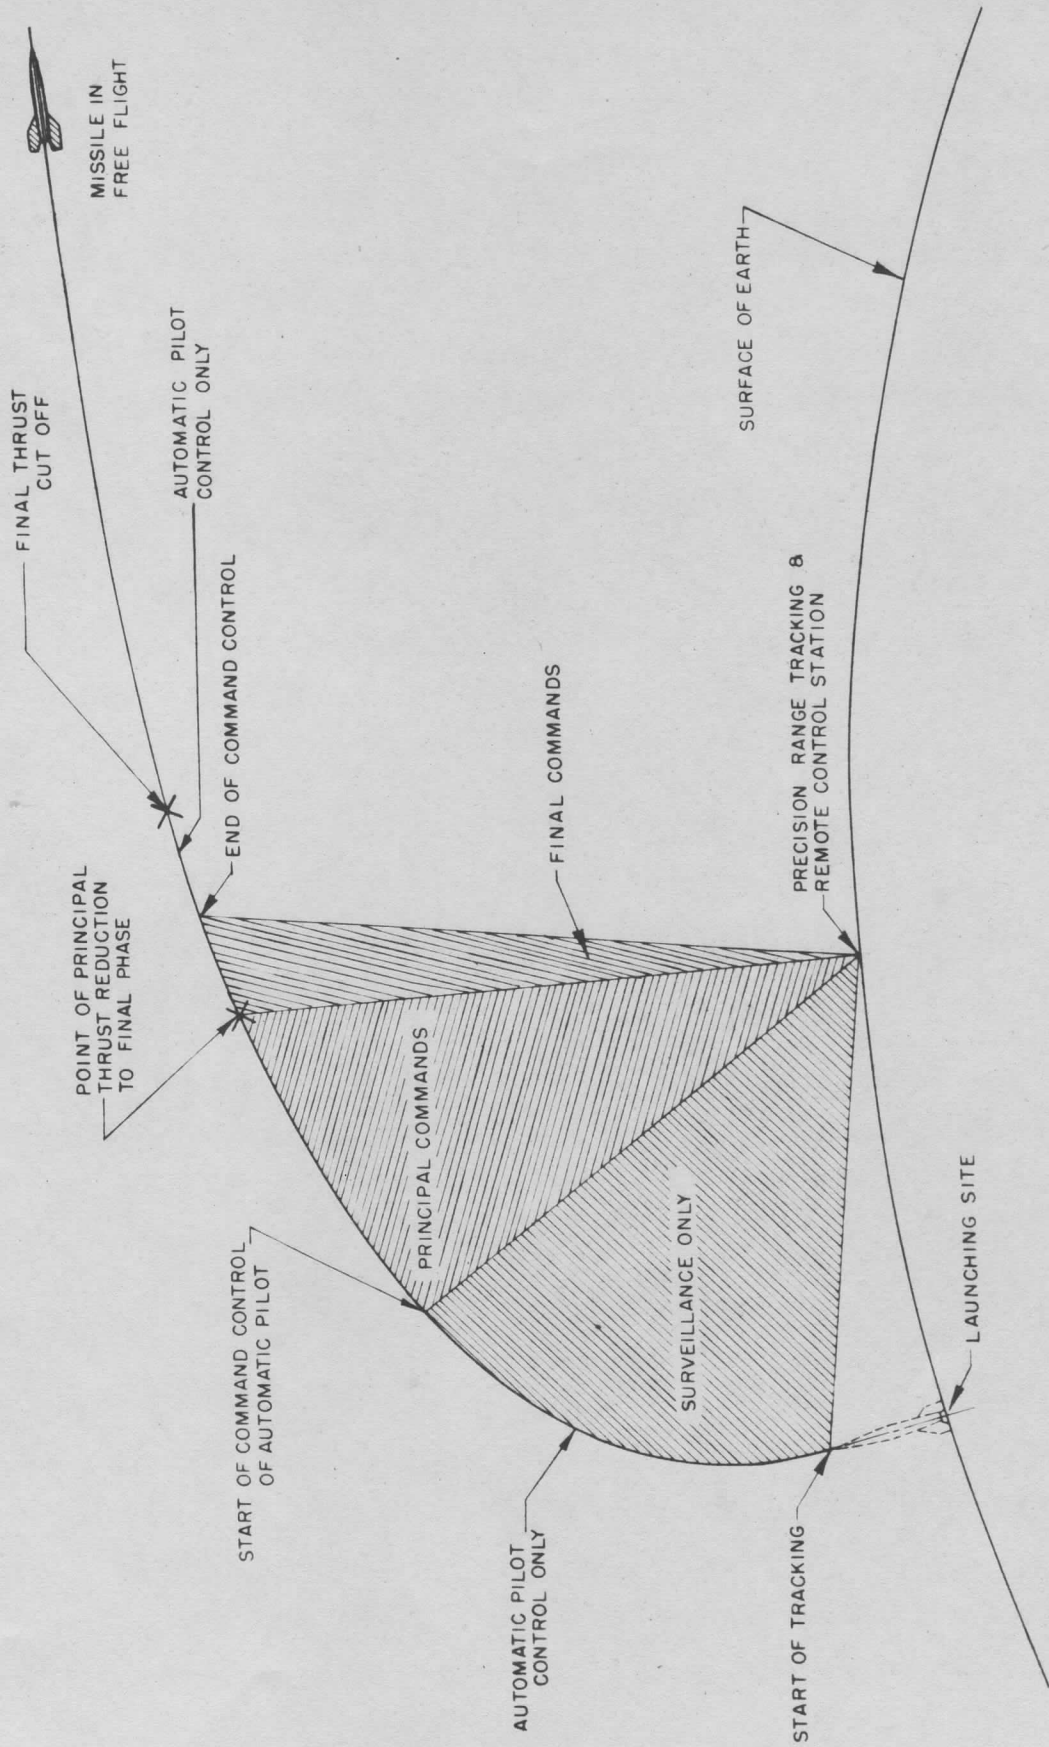 POINT OF PRINCIPAL
THRUST REDUCTION
TO FINAL PHASE
FINAL THRUST
CUT OFF
MISSILE IN
FREE FLIGHT
AUTOMATIC PILOT
CONTROL ONLY
END OF COMMAND CONTROL
START OF COMMAND CONTROL
OF AUTOMATIC PILOT
PRINCIPAL COMMANDS
FINAL COMMANDS
AUTOMATIC PILOT
CONTROL ONLY
SURVEILLANCE ONLY
SURFACE OF EARTH
START OF TRACKING
PRECISION RANGE TRACKING &
REMOTE CONTROL STATION
LAUNCHING SITE